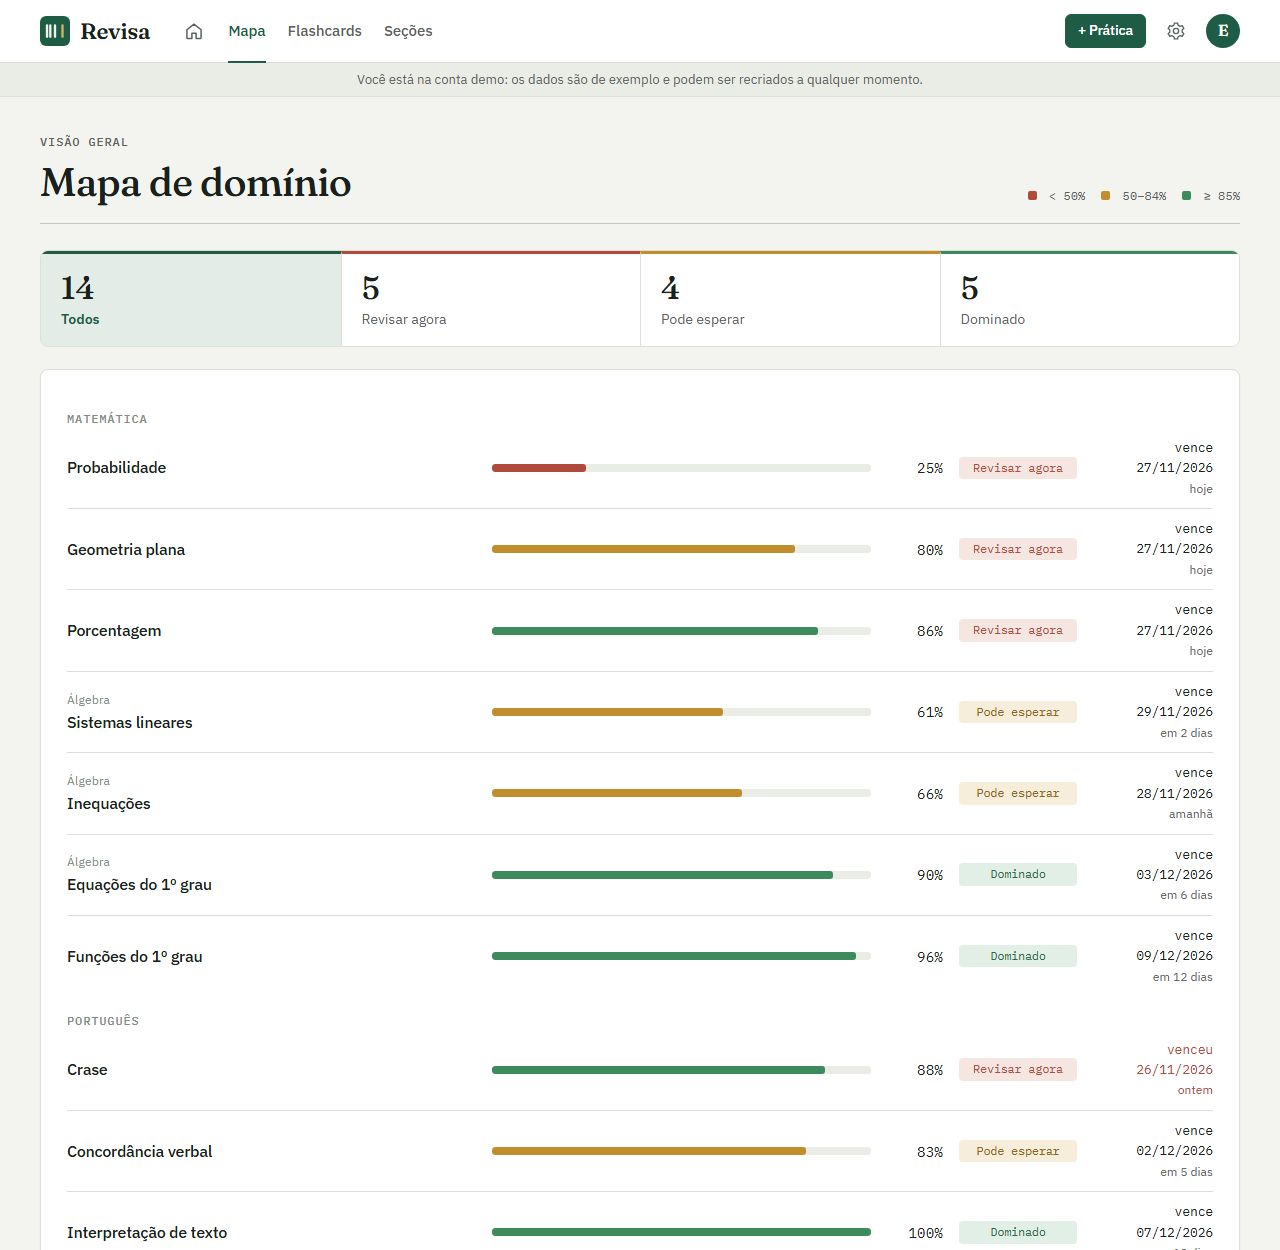 Revisa
Mapa
Flashcards
Seções
+ Prática
E
Você está na conta demo: os dados são de exemplo e podem ser recriados a qualquer momento.
VISÃO GERAL
Mapa de domínio
< 50%
50–84%
≥ 85%
14
Todos
5
Revisar agora
4
Pode esperar
5
Dominado
MATEMÁTICA
Probabilidade
25%
Revisar agora
vence
27/11/2026
hoje
Geometria plana
80%
Revisar agora
vence
27/11/2026
hoje
Porcentagem
86%
Revisar agora
vence
27/11/2026
hoje
Álgebra
Sistemas lineares
61%
Pode esperar
vence
29/11/2026
em 2 dias
Álgebra
Inequações
66%
Pode esperar
vence
28/11/2026
amanhã
Álgebra
Equações do 1º grau
90%
Dominado
vence
03/12/2026
em 6 dias
Funções do 1º grau
96%
Dominado
vence
09/12/2026
em 12 dias
PORTUGUÊS
Crase
88%
Revisar agora
venceu
26/11/2026
ontem
Concordância verbal
83%
Pode esperar
vence
02/12/2026
em 5 dias
Interpretação de texto
100%
Dominado
vence
07/12/2026